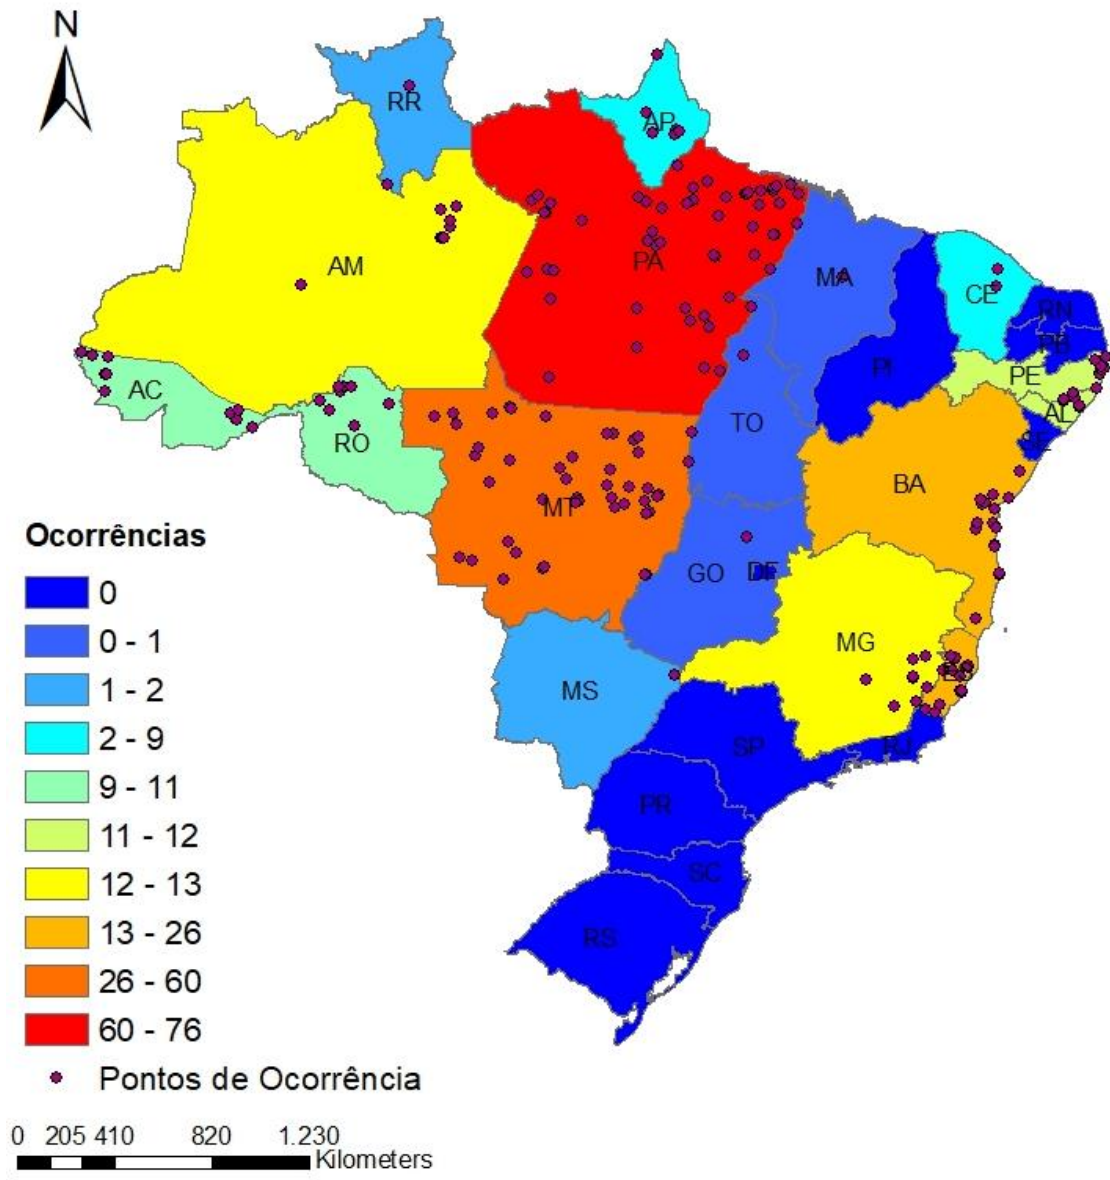 N
RR
AP
AM
PA
MA
CE
RN
PB
PI
PE
AL
SE
AC
RO
TO
BA
MT
GO
DF
MG
ES
MS
SP
RJ
PR
SC
RS
Ocorrências
0
0 - 1
1 - 2
2 - 9
9 - 11
11 - 12
12 - 13
13 - 26
26 - 60
60 - 76
Pontos de Ocorrência
0 205 410 820 1.230
Kilometers